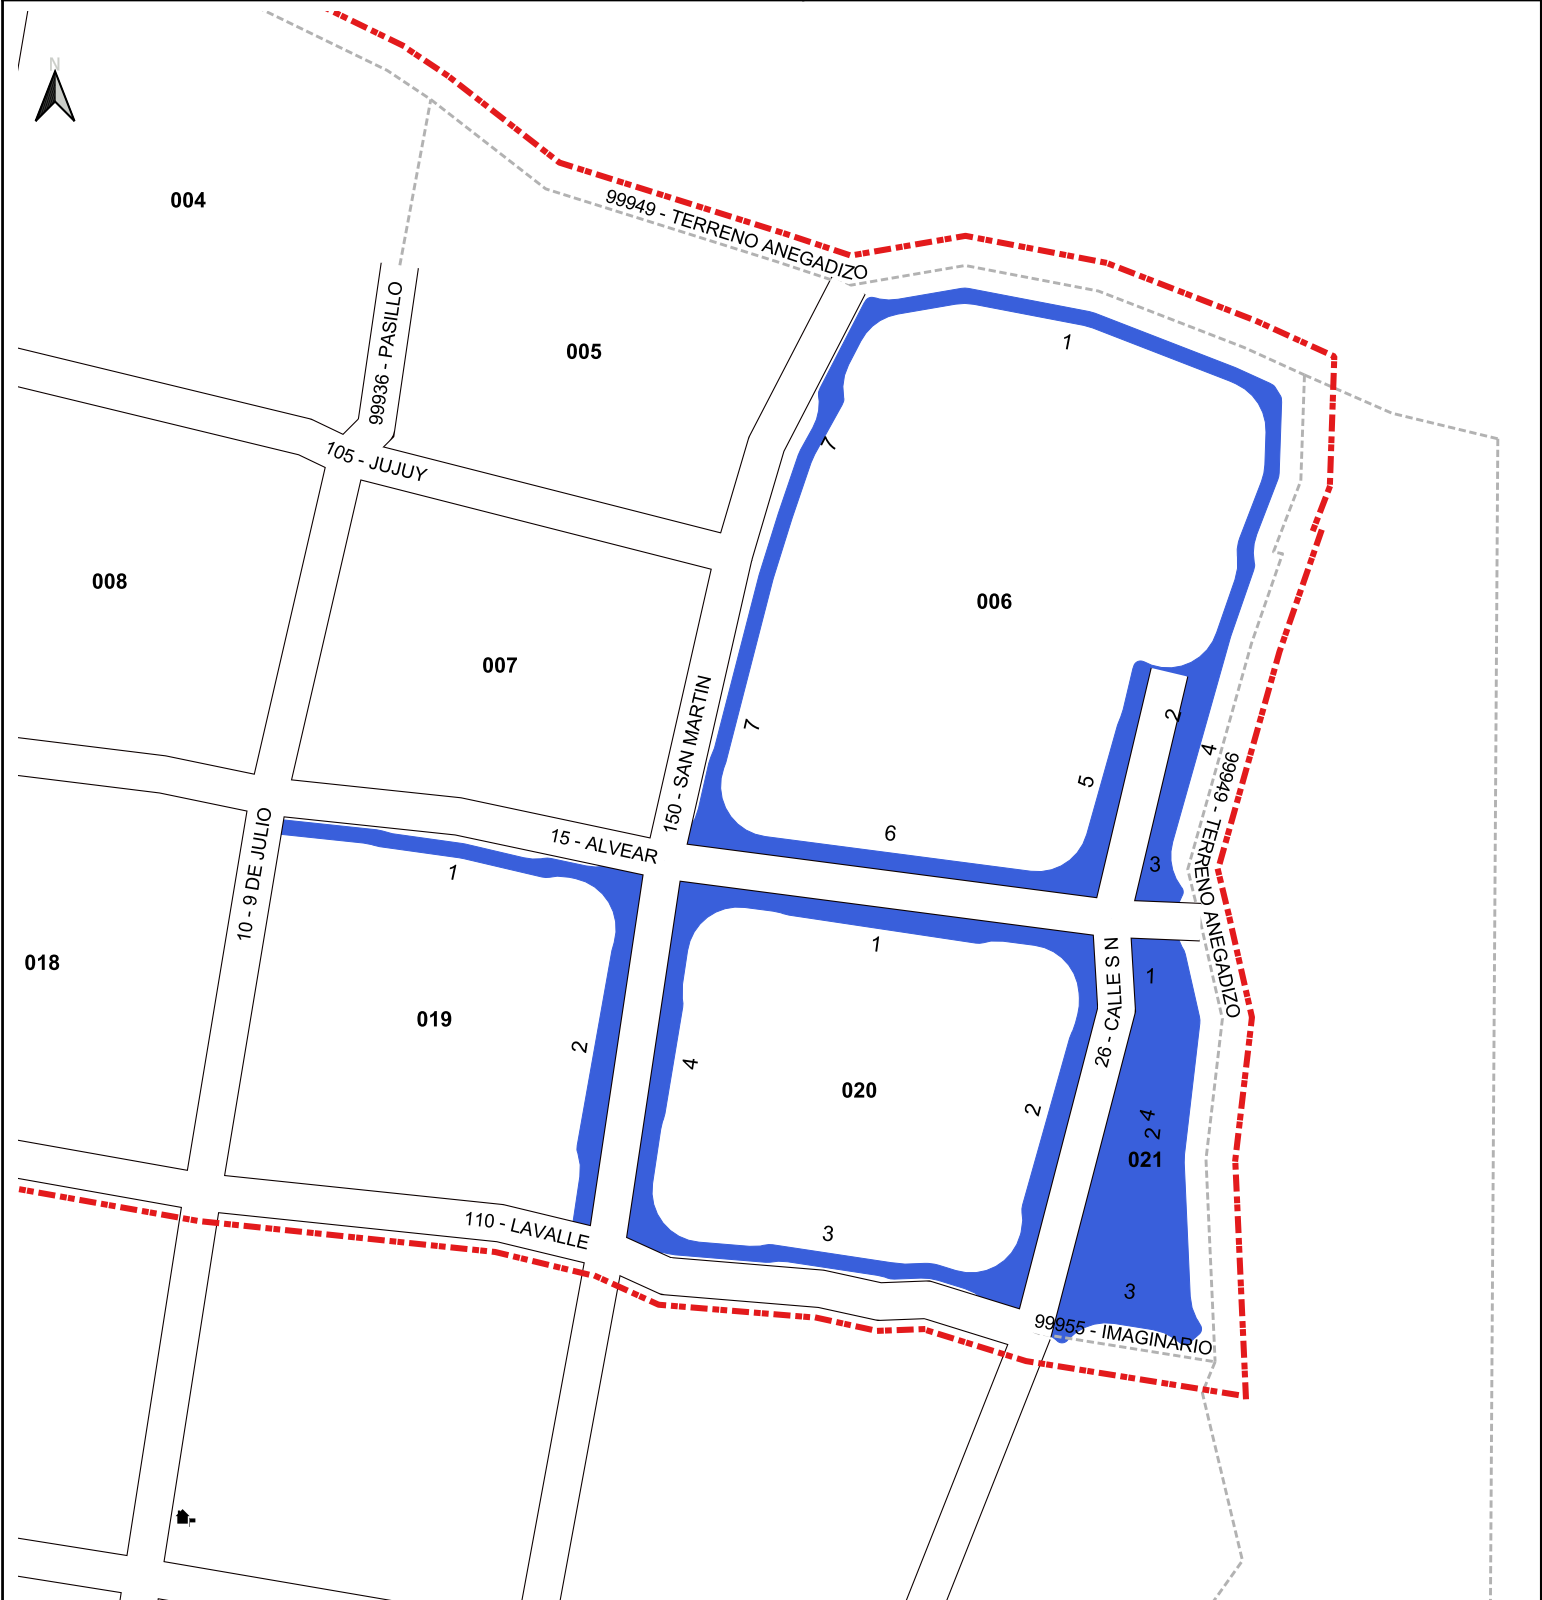 N
004
99949 - TERRENO ANEGADIZO
005
1
99936 - PASILLO
7
105 - JUJUY
008
006
007
2
150 - SAN MARTIN
7
4
5
99949 - TERRENO ANEGADIZO
6
15 - ALVEAR
3
1
10 - 9 DE JULIO
1
018
26 - CALLE S N
1
019
2
4
020
2
4
2
021
3
110 - LAVALLE
3
99955 - IMAGINARIO